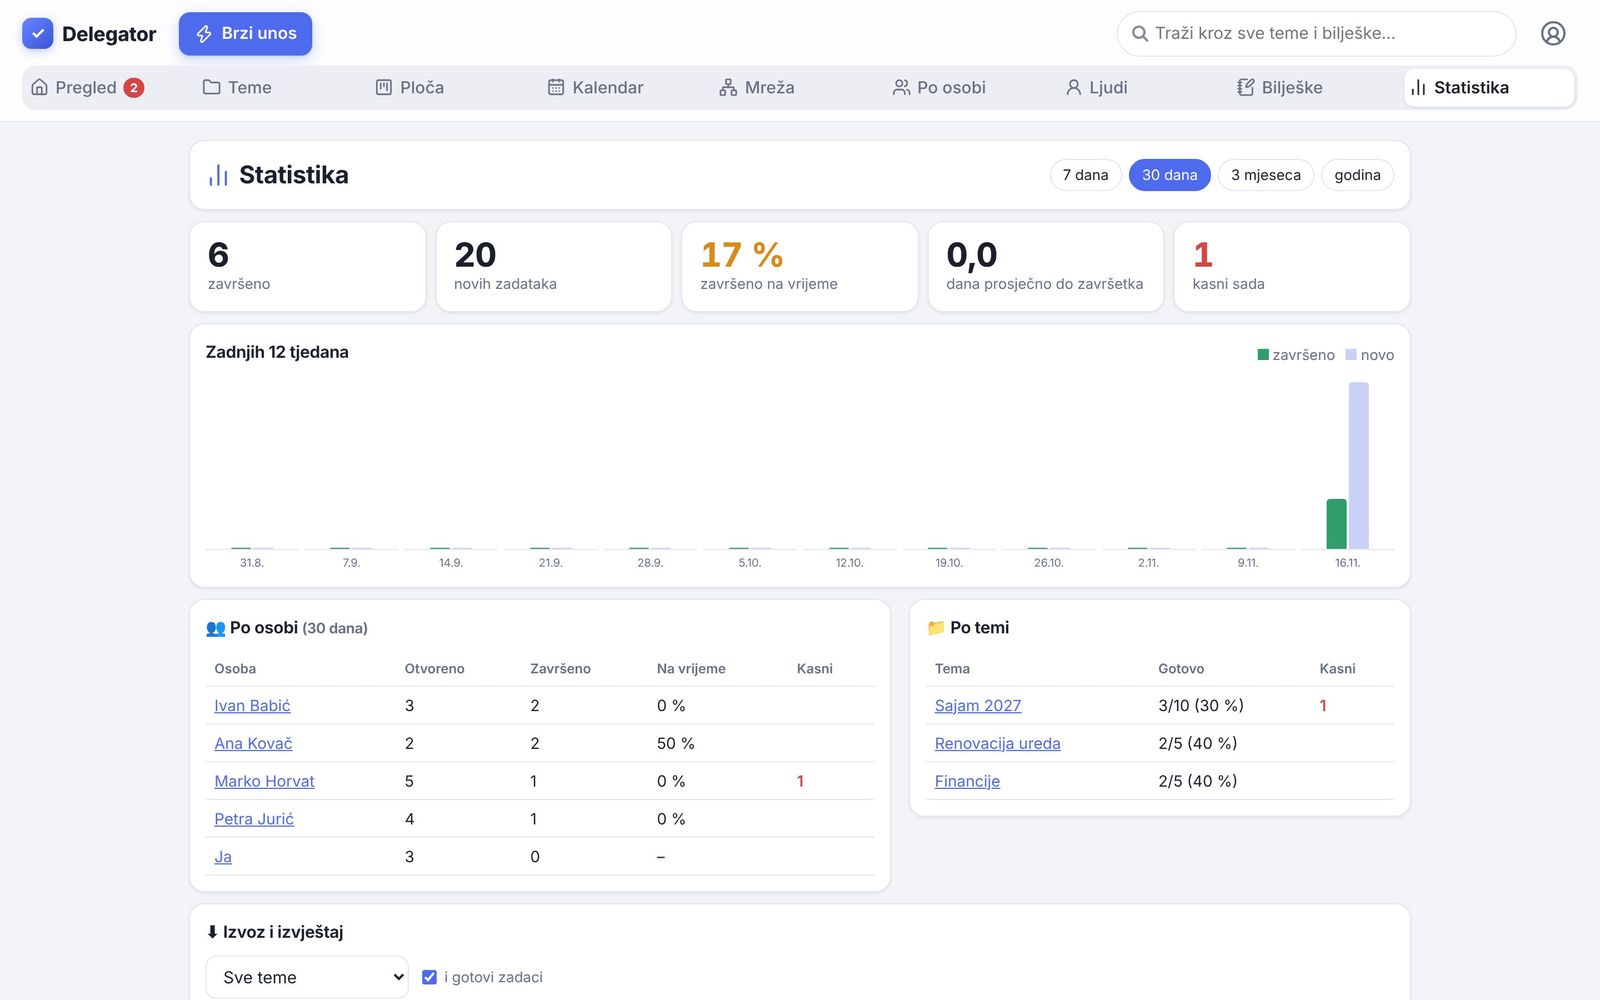 Delegator
Brzi unos
Traži kroz sve teme i bilješke...
Pregled 2
Teme
Ploča
Kalendar
Mreža
Po osobi
Ljudi
Bilješke
Statistika
Statistika
7 dana
30 dana
3 mjeseca
godina
6
završeno
20
novih zadataka
17 %
završeno na vrijeme
0,0
dana prosječno do završetka
1
kasni sada
Zadnjih 12 tjedana
završeno novo
31.8. 7.9. 14.9. 21.9. 28.9. 5.10. 12.10. 19.10. 26.10. 2.11. 9.11. 16.11.
Po osobi (30 dana)
Osoba Otvoreno Završeno Na vrijeme Kasni
Ivan Babić 3 2 0 %
Ana Kovač 2 2 50 %
Marko Horvat 5 1 0 % 1
Petra Jurić 4 1 0 %
Ja 3 0 –
Po temi
Tema Gotovo Kasni
Sajam 2027 3/10 (30 %) 1
Renovacija ureda 2/5 (40 %)
Financije 2/5 (40 %)
⬇ Izvoz i izvještaj
Sve teme
i gotovi zadaci